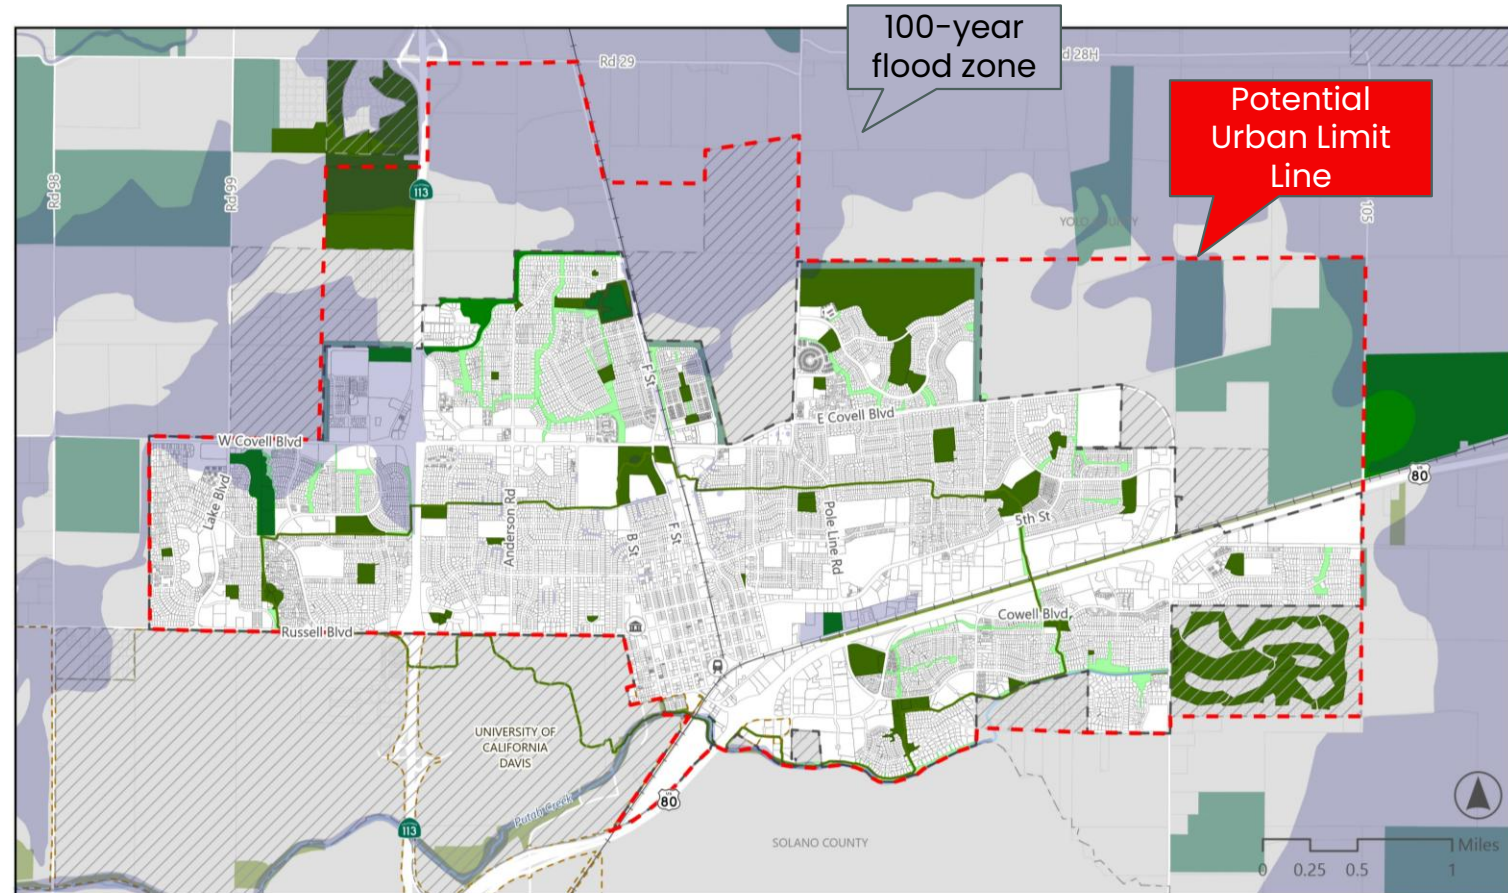 100-year
flood zone
Rd 29
d 28H
Potential
Urban Limit
Line
Rd 98
Rd 99
113
105
YOLO COUNTY
F St
E Covell Blvd
W Covell Blvd
80
Lake Blvd
Anderson Rd
B St
F St
Pole Line Rd
5th St
Cowell Blvd
Russell Blvd
UNIVERSITY OF
CALIFORNIA
DAVIS
Putah Creek
80
113
SOLANO COUNTY
Miles
0 0.25 0.5 1